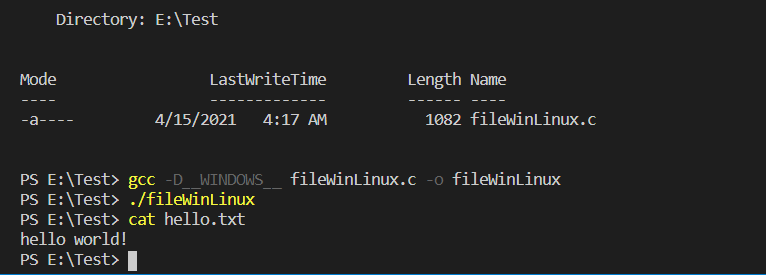 Directory: E:\Test
Mode LastWriteTime Length Name
---- ------------- ------ ----
-a---- 4/15/2021 4:17 AM 1082 fileWinLinux.c
PS E:\Test> gcc -D__WINDOWS__ fileWinLinux.c -o fileWinLinux
PS E:\Test> ./fileWinLinux
PS E:\Test> cat hello.txt
hello world!
PS E:\Test>